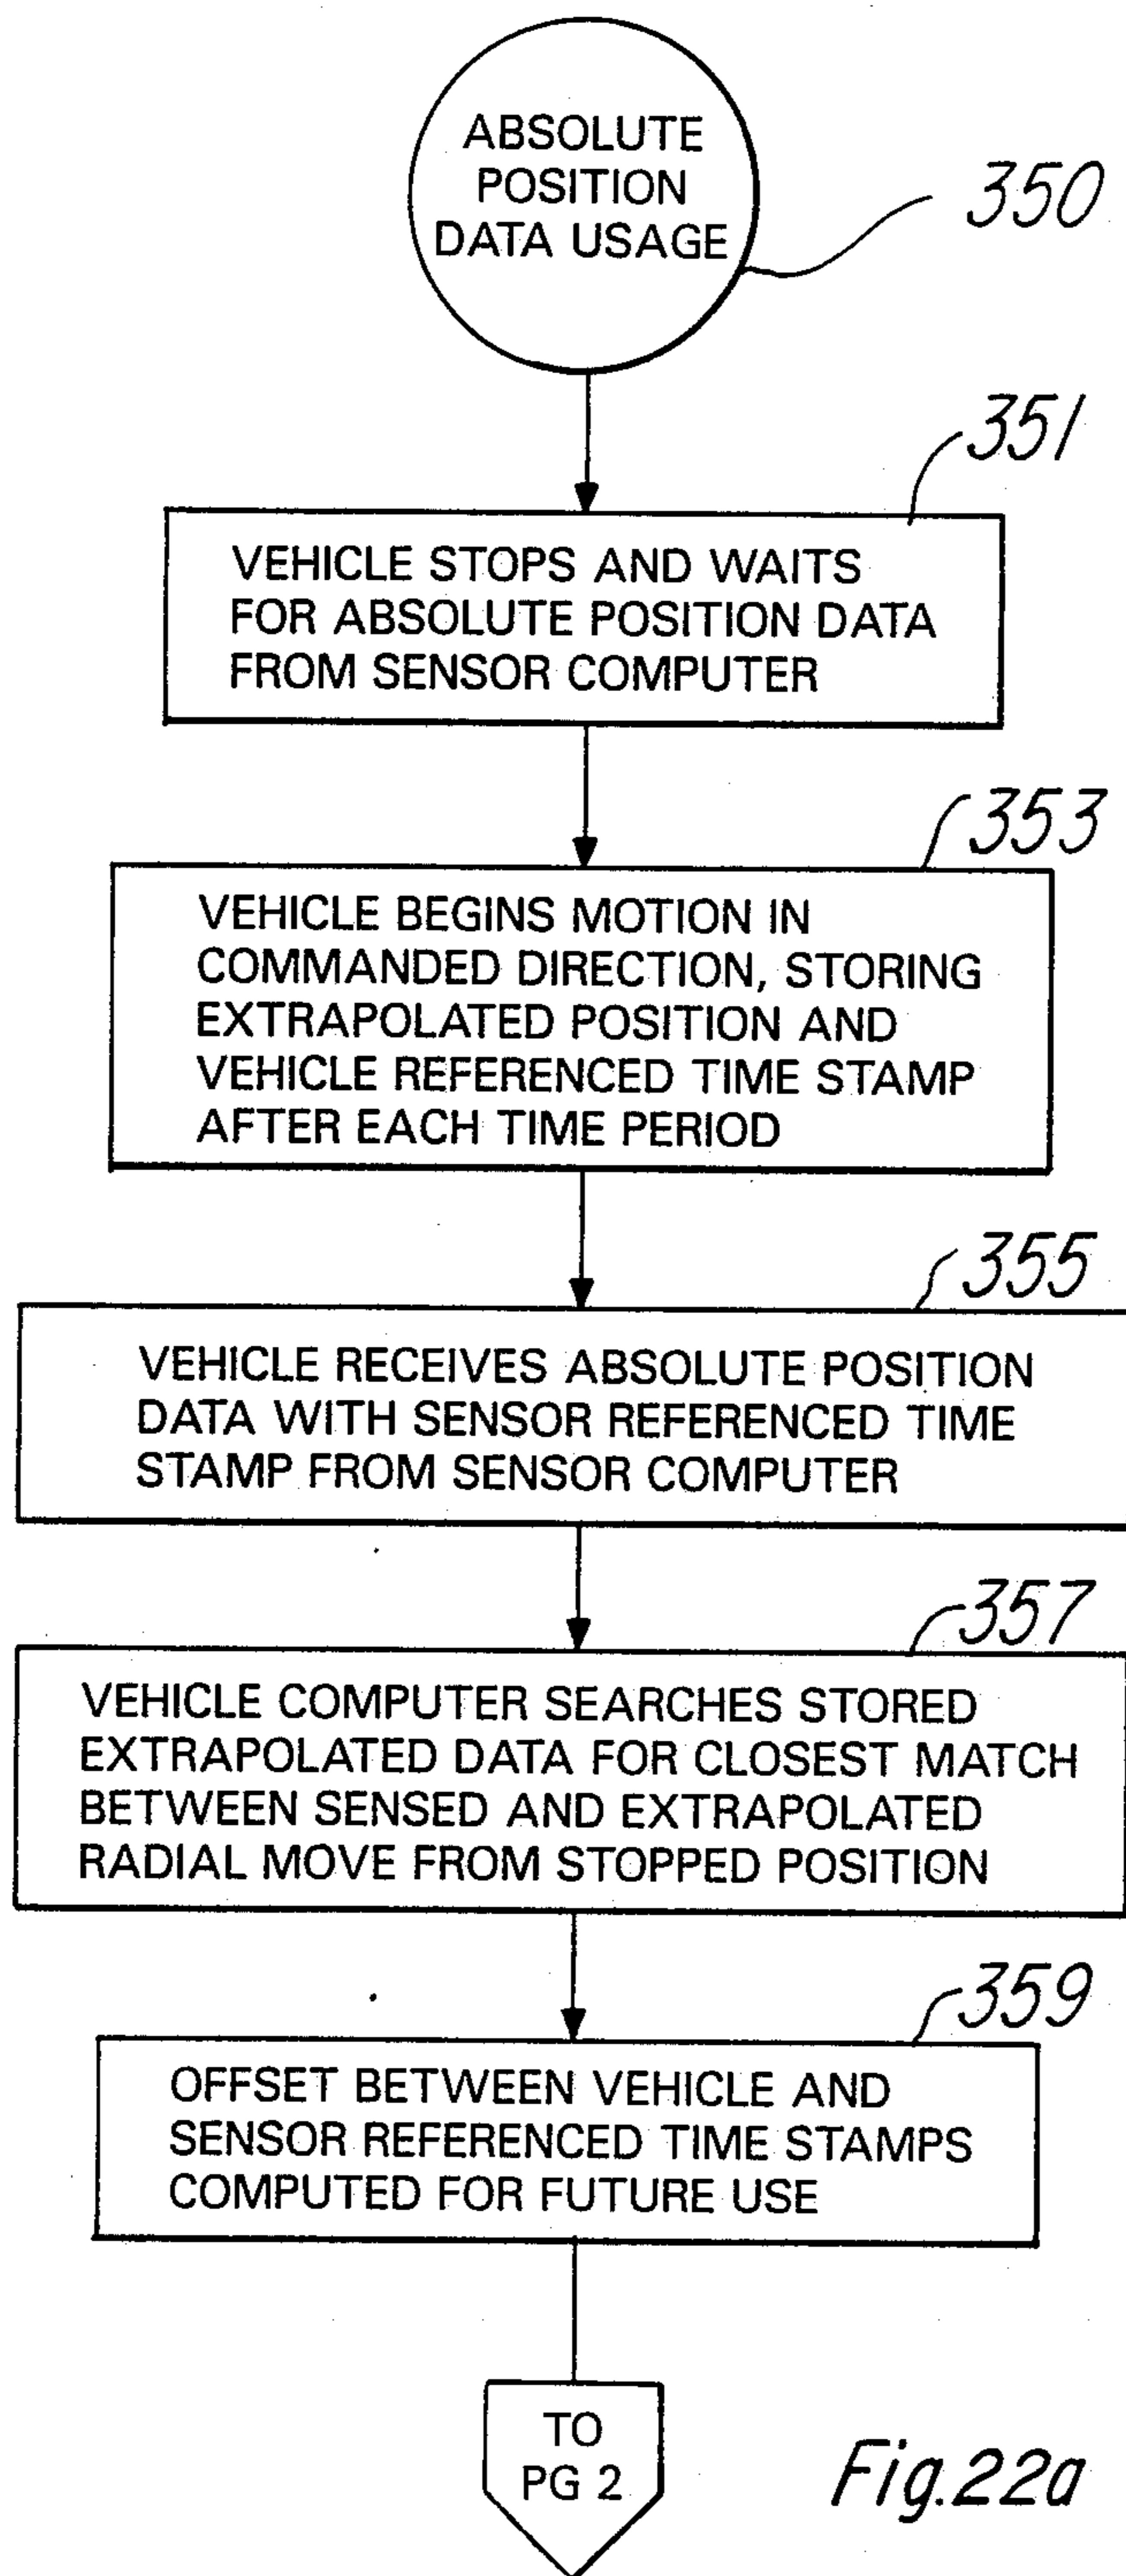 ABSOLUTE
POSITION
DATA USAGE
350
351
VEHICLE STOPS AND WAITS
FOR ABSOLUTE POSITION DATA
FROM SENSOR COMPUTER
353
VEHICLE BEGINS MOTION IN
COMMANDED DIRECTION, STORING
EXTRAPOLATED POSITION AND
VEHICLE REFERENCED TIME STAMP
AFTER EACH TIME PERIOD
355
VEHICLE RECEIVES ABSOLUTE POSITION
DATA WITH SENSOR REFERENCED TIME
STAMP FROM SENSOR COMPUTER
357
VEHICLE COMPUTER SEARCHES STORED
EXTRAPOLATED DATA FOR CLOSEST MATCH
BETWEEN SENSED AND EXTRAPOLATED
RADIAL MOVE FROM STOPPED POSITION
359
OFFSET BETWEEN VEHICLE AND
SENSOR REFERENCED TIME STAMPS
COMPUTED FOR FUTURE USE
TO
PG 2
Fig.22a